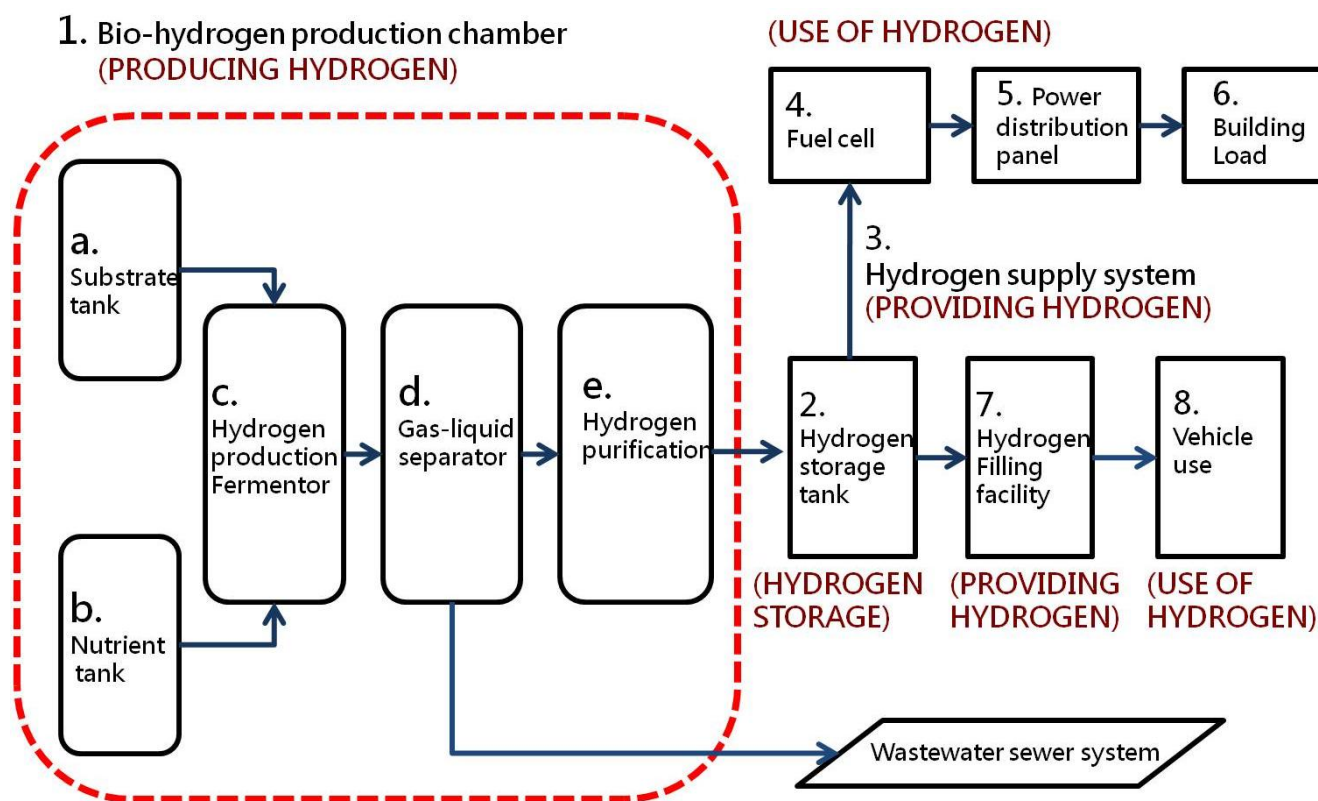 1. Bio-hydrogen production chamber
(PRODUCING HYDROGEN)
a.
Substrate
tank
b.
Nutrient
tank
c.
Hydrogen
production
Fermentor
d.
Gas-liquid
separator
e.
Hydrogen
purification
(USE OF HYDROGEN)
4.
Fuel cell
5. Power
distribution
panel
6.
Building
Load
3.
Hydrogen supply system
(PROVIDING HYDROGEN)
2.
Hydrogen
storage
tank
(HYDROGEN
STORAGE)
7.
Hydrogen
Filling
facility
(PROVIDING
HYDROGEN)
8.
Vehicle
use
(USE OF
HYDROGEN)
Wastewater sewer system